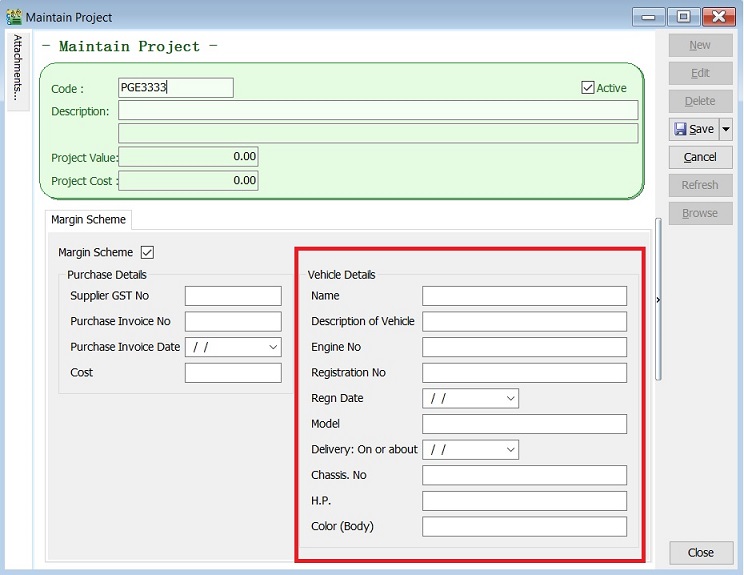 Maintain Project
Attachments...
- Maintain Project -
Code : PGE3333 Active
Description:
Project Value: 0.00
Project Cost : 0.00
Margin Scheme
Margin Scheme
Purchase Details
Supplier GST No
Purchase Invoice No
Purchase Invoice Date / /
Cost
Vehicle Details
Name
Description of Vehicle
Engine No
Registration No
Regn Date / /
Model
Delivery: On or about / /
Chassis. No
H.P.
Color (Body)
New
Edit
Delete
Save
Cancel
Refresh
Browse
Close